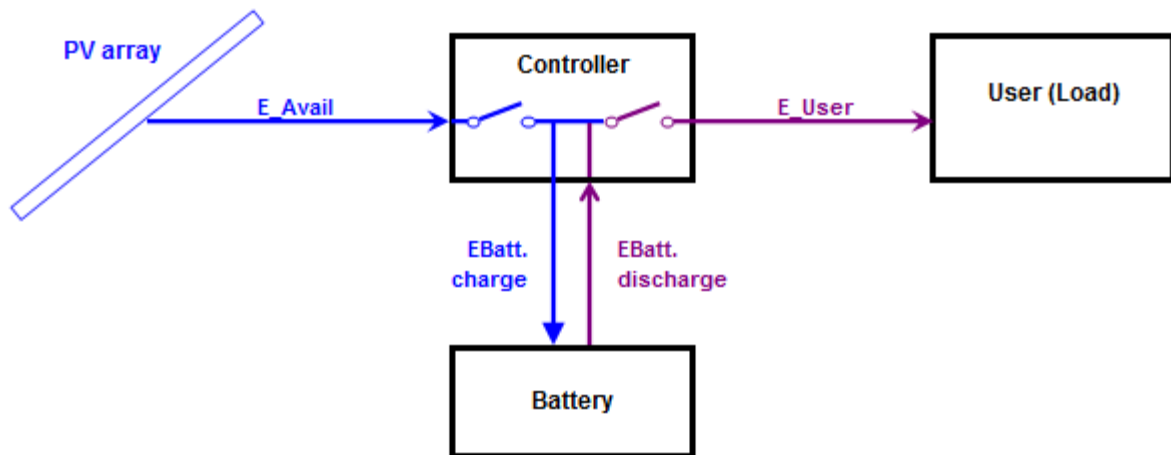 PV array
Controller
User (Load)
E_Avail
E_User
EBatt.
charge
EBatt.
discharge
Battery